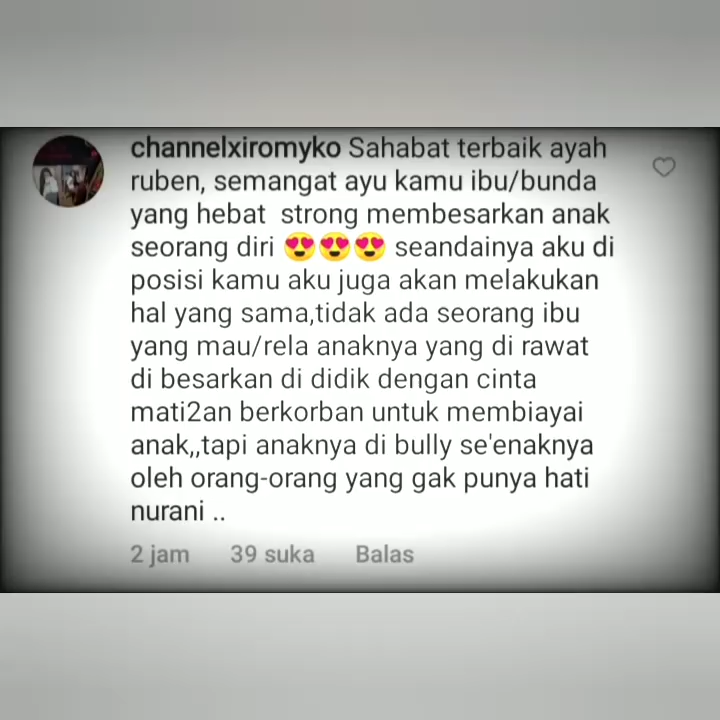 channelxiromyko Sahabat terbaik ayah
ruben, semangat ayu kamu ibu/bunda
yang hebat strong membesarkan anak
seorang diri 😍😍😍 seandainya aku di
posisi kamu aku juga akan melakukan
hal yang sama,tidak ada seorang ibu
yang mau/rela anaknya yang di rawat
di besarkan di didik dengan cinta
mati2an berkorban untuk membiayai
anak,,tapi anaknya di bully se'enaknya
oleh orang-orang yang gak punya hati
nurani ..
2 jam 39 suka Balas